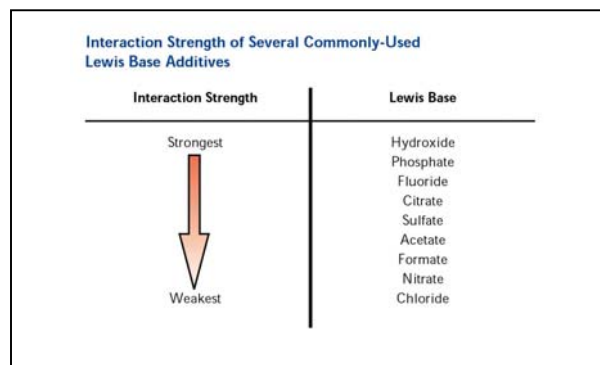 Interaction Strength of Several Commonly-Used
Lewis Base Additives
Interaction Strength
Lewis Base
Strongest
Hydroxide
Phosphate
Fluoride
Citrate
Sulfate
Acetate
Formate
Nitrate
Weakest
Chloride